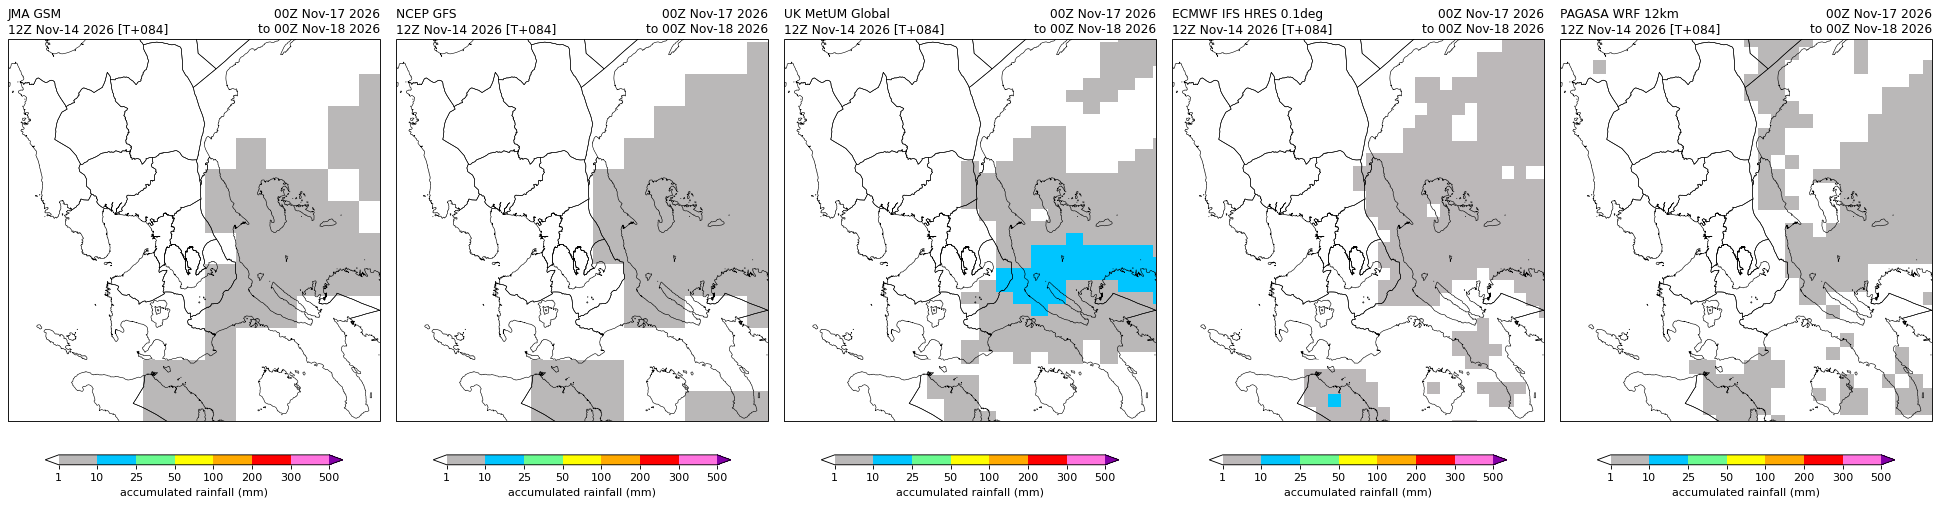 JMA GSM 00Z Nov-17 2026
12Z Nov-14 2026 [T+084] to 00Z Nov-18 2026
NCEP GFS 00Z Nov-17 2026
12Z Nov-14 2026 [T+084] to 00Z Nov-18 2026
UK MetUM Global 00Z Nov-17 2026
12Z Nov-14 2026 [T+084] to 00Z Nov-18 2026
ECMWF IFS HRES 0.1deg 00Z Nov-17 2026
12Z Nov-14 2026 [T+084] to 00Z Nov-18 2026
PAGASA WRF 12km 00Z Nov-17 2026
12Z Nov-14 2026 [T+084] to 00Z Nov-18 2026
1 10 25 50 100 200 300 500
accumulated rainfall (mm)
1 10 25 50 100 200 300 500
accumulated rainfall (mm)
1 10 25 50 100 200 300 500
accumulated rainfall (mm)
1 10 25 50 100 200 300 500
accumulated rainfall (mm)
1 10 25 50 100 200 300 500
accumulated rainfall (mm)